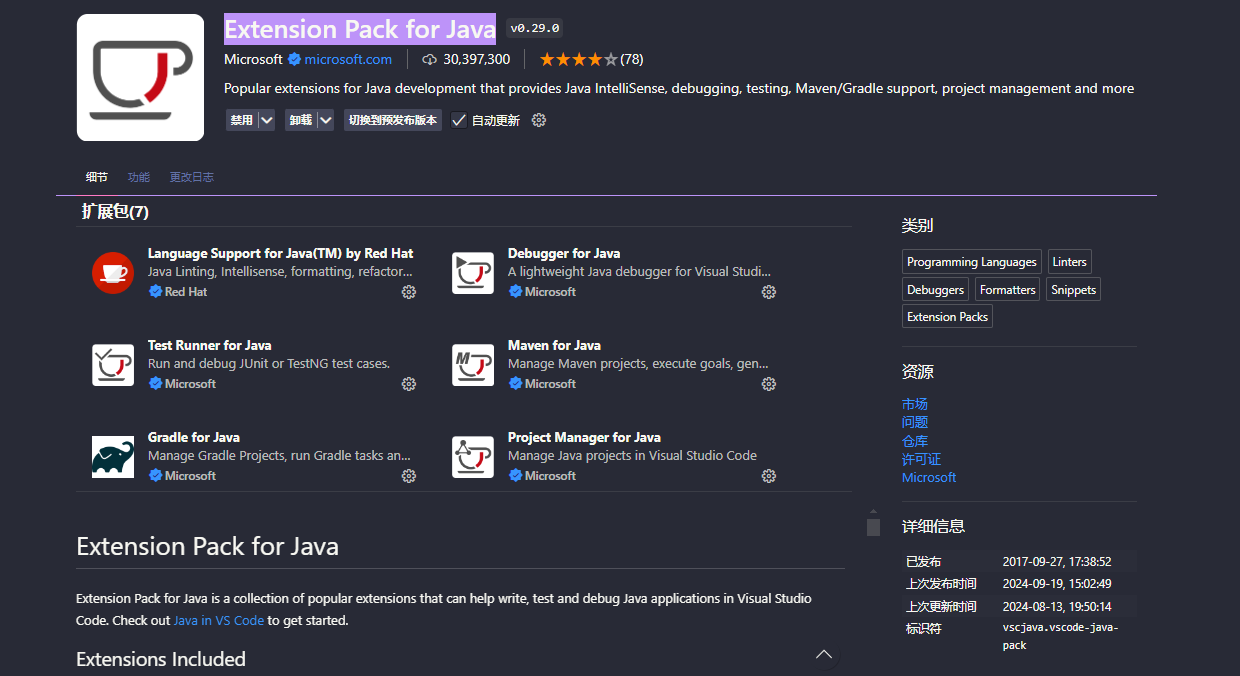 Extension Pack for Java v0.29.0
Microsoft microsoft.com 30,397,300 (78)
Popular extensions for Java development that provides Java IntelliSense, debugging, testing, Maven/Gradle support, project management and more
禁用 卸载 切换到预发布版本 自动更新
细节 功能 更改日志
扩展包(7)
Language Support for Java(TM) by Red Hat
Java Linting, Intellisense, formatting, refactor...
Red Hat
Debugger for Java
A lightweight Java debugger for Visual Studi...
Microsoft
Test Runner for Java
Run and debug JUnit or TestNG test cases.
Microsoft
Maven for Java
Manage Maven projects, execute goals, gen...
Microsoft
Gradle for Java
Manage Gradle Projects, run Gradle tasks an...
Microsoft
Project Manager for Java
Manage Java projects in Visual Studio Code
Microsoft
Extension Pack for Java
Extension Pack for Java is a collection of popular extensions that can help write, test and debug Java applications in Visual Studio
Code. Check out Java in VS Code to get started.
Extensions Included
类别
Programming Languages Linters
Debuggers Formatters Snippets
Extension Packs
资源
市场
问题
仓库
许可证
Microsoft
详细信息
已发布 2017-09-27, 17:38:52
上次发布时间 2024-09-19, 15:02:49
上次更新时间 2024-08-13, 19:50:14
标识符 vscjava.vscode-java-
pack